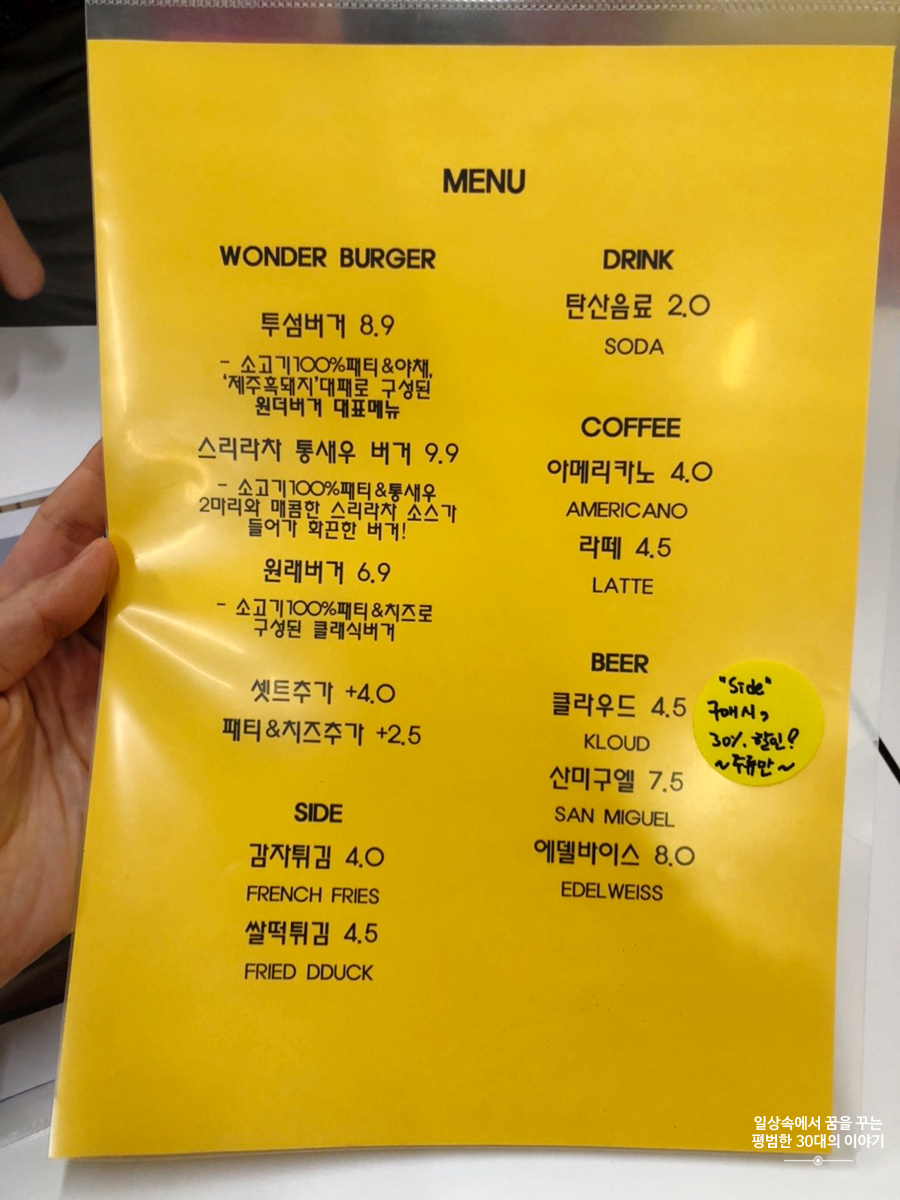 MENU
WONDER BURGER
투섬버거 8.9
- 소고기100%패티&야채,
'제주흑돼지'대패로 구성된
원더버거 대표메뉴
스리라차 통새우 버거 9.9
- 소고기100%패티&통새우
2마리와 매콤한 스리라차 소스가
들어가 화끈한 버거!
원래버거 6.9
- 소고기100%패티&치즈로
구성된 클래식버거
셋트추가 +4.0
패티&치즈추가 +2.5
SIDE
감자튀김 4.0
FRENCH FRIES
쌀떡튀김 4.5
FRIED DDUCK
DRINK
탄산음료 2.0
SODA
COFFEE
아메리카노 4.0
AMERICANO
라떼 4.5
LATTE
BEER
클라우드 4.5
KLOUD
산미구엘 7.5
SAN MIGUEL
에델바이스 8.0
EDELWEISS
"Side"
구매시,
30%. 할인!
~주류만~
일상속에서 꿈을 꾸는
평범한 30대의 이야기